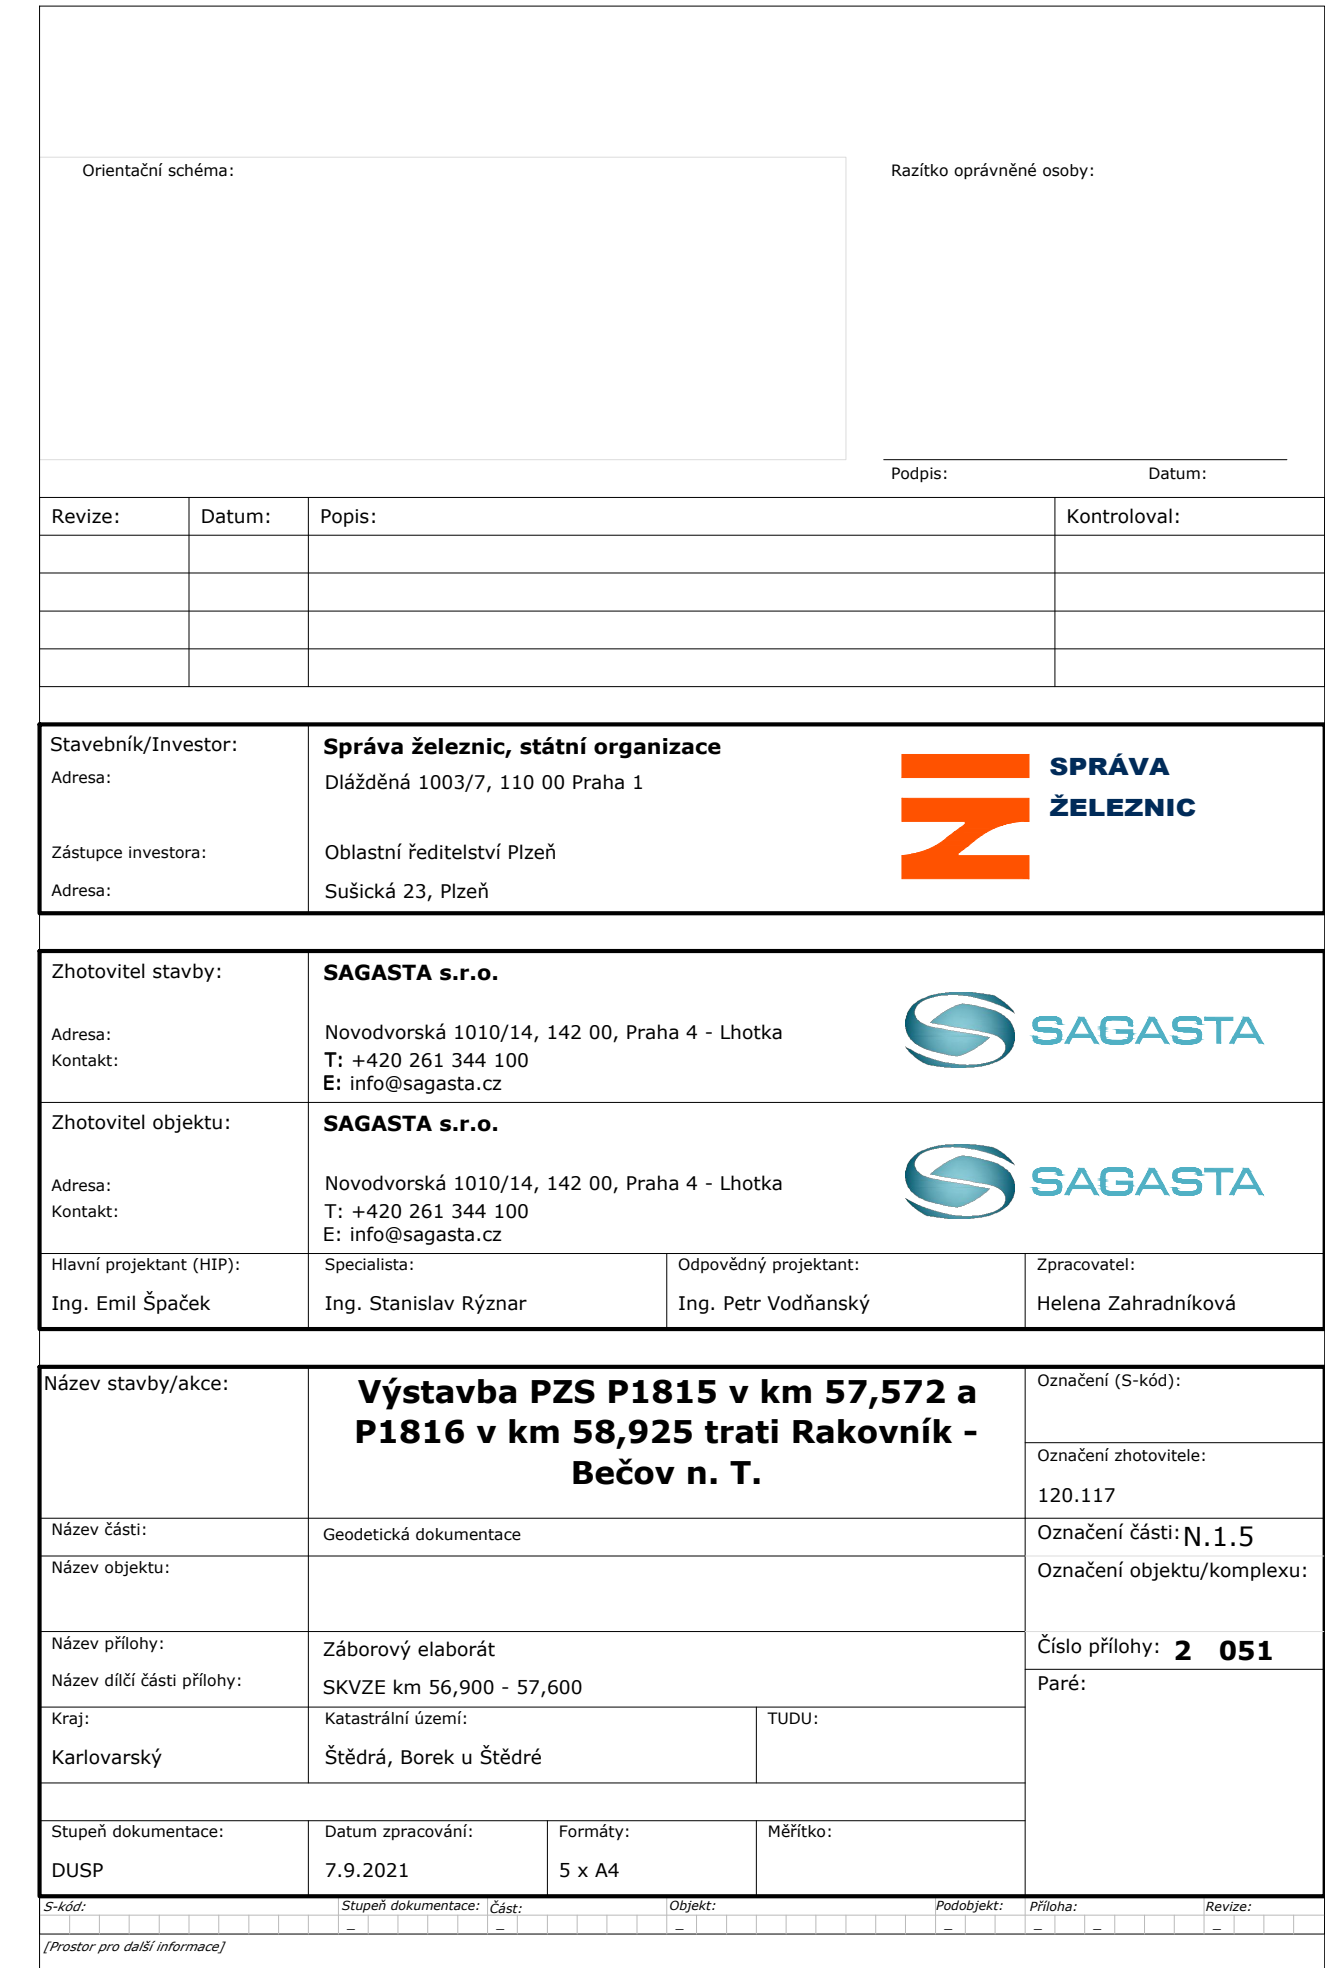 Orientační schéma:
Razítko oprávněné osoby:
Podpis:
Datum:
Revize:
Datum:
Popis:
Kontroloval:
Stavebník/Investor:
Správa železnic, státní organizace
Adresa:
Dlážděná 1003/7, 110 00 Praha 1
SPRÁVA
ŽELEZNIC
Zástupce investora:
Oblastní ředitelství Plzeň
Adresa:
Sušická 23, Plzeň
Zhotovitel stavby:
SAGASTA s.r.o.
Adresa:
Novodvorská 1010/14, 142 00, Praha 4 - Lhotka
Kontakt:
T: +420 261 344 100
E: info@sagasta.cz
SAGASTA
Zhotovitel objektu:
SAGASTA s.r.o.
Adresa:
Novodvorská 1010/14, 142 00, Praha 4 - Lhotka
Kontakt:
T: +420 261 344 100
E: info@sagasta.cz
SAGASTA
Hlavní projektant (HIP):
Ing. Emil Špaček
Specialista:
Ing. Stanislav Rýznar
Odpovědný projektant:
Ing. Petr Vodňanský
Zpracovatel:
Helena Zahradníková
Název stavby/akce:
Výstavba PZS P1815 v km 57,572 a
P1816 v km 58,925 trati Rakovník -
Bečov n. T.
Označení (S-kód):
Označení zhotovitele:
120.117
Název části:
Geodetická dokumentace
Označení části: N.1.5
Název objektu:
Označení objektu/komplexu:
Název přílohy:
Záborový elaborát
Číslo přílohy: 2 051
Název dílčí části přílohy:
SKVZE km 56,900 - 57,600
Paré:
Kraj:
Karlovarský
Katastrální území:
Štědrá, Borek u Štědré
TUDU:
Stupeň dokumentace:
DUSP
Datum zpracování:
7.9.2021
Formáty:
5 x A4
Měřítko:
S-kód:
Stupeň dokumentace:
Část:
Objekt:
Podobjekt:
Příloha:
Revize:
_ _ _ _ _ _ _
[Prostor pro další informace]